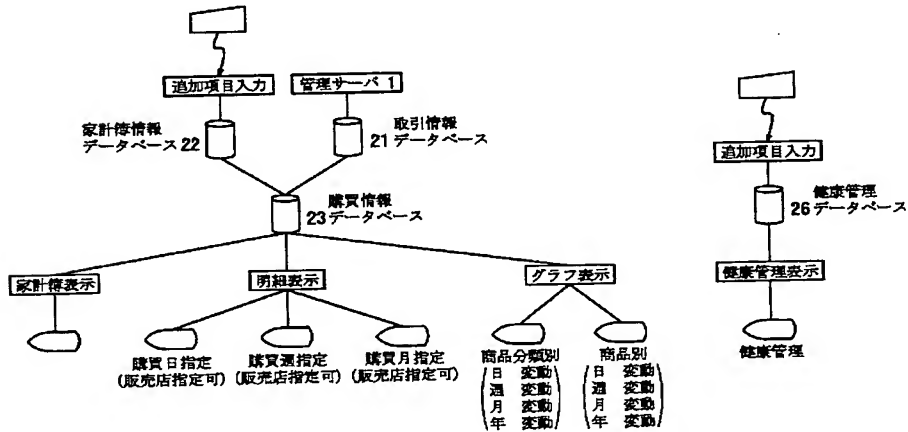 追加項目入力
管理サーバ 1
家計簿情報
データベース 22
取引情報
21 データベース
購買情報
23 データベース
家計簿表示
明細表示
グラフ表示
購買日指定
(販売店指定可)
購買週指定
(販売店指定可)
購買月指定
(販売店指定可)
商品分類別
日 変動
週 変動
月 変動
年 変動
商品別
日 変動
週 変動
月 変動
年 変動
追加項目入力
健康管理
26 データベース
健康管理表示
健康管理